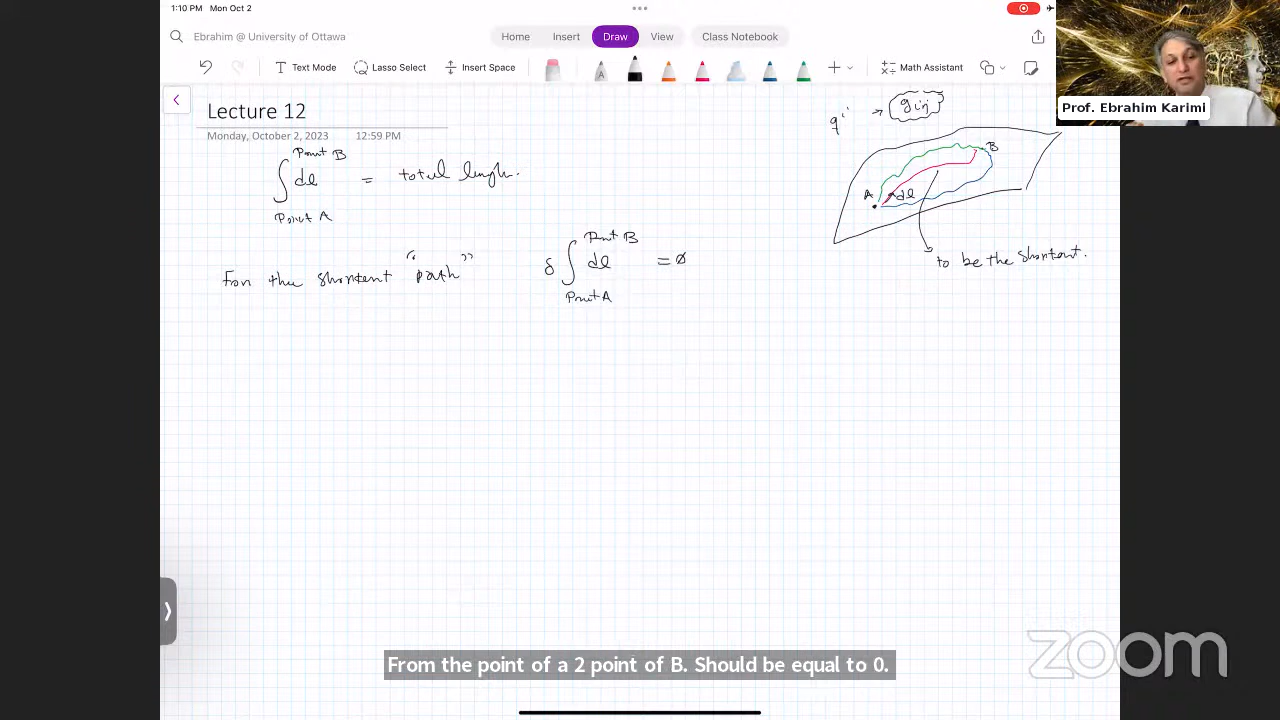 1:10 PM Mon Oct 2
Ebrahim @ University of Ottawa
Home Insert Draw View Class Notebook
Text Mode Lasso Select Math Assistant
Prof. Ebrahim Karimi
Lecture 12
Monday, October 2, 2023 12:59 PM
qⁱ → gij
∫ Point A Point B dl = total length.
A dl B
to be the shortest.
For the shortest "path" δ ∫ Point A Point B dl = 0
zoom
From the point of a 2 point of B. Should be equal to 0.